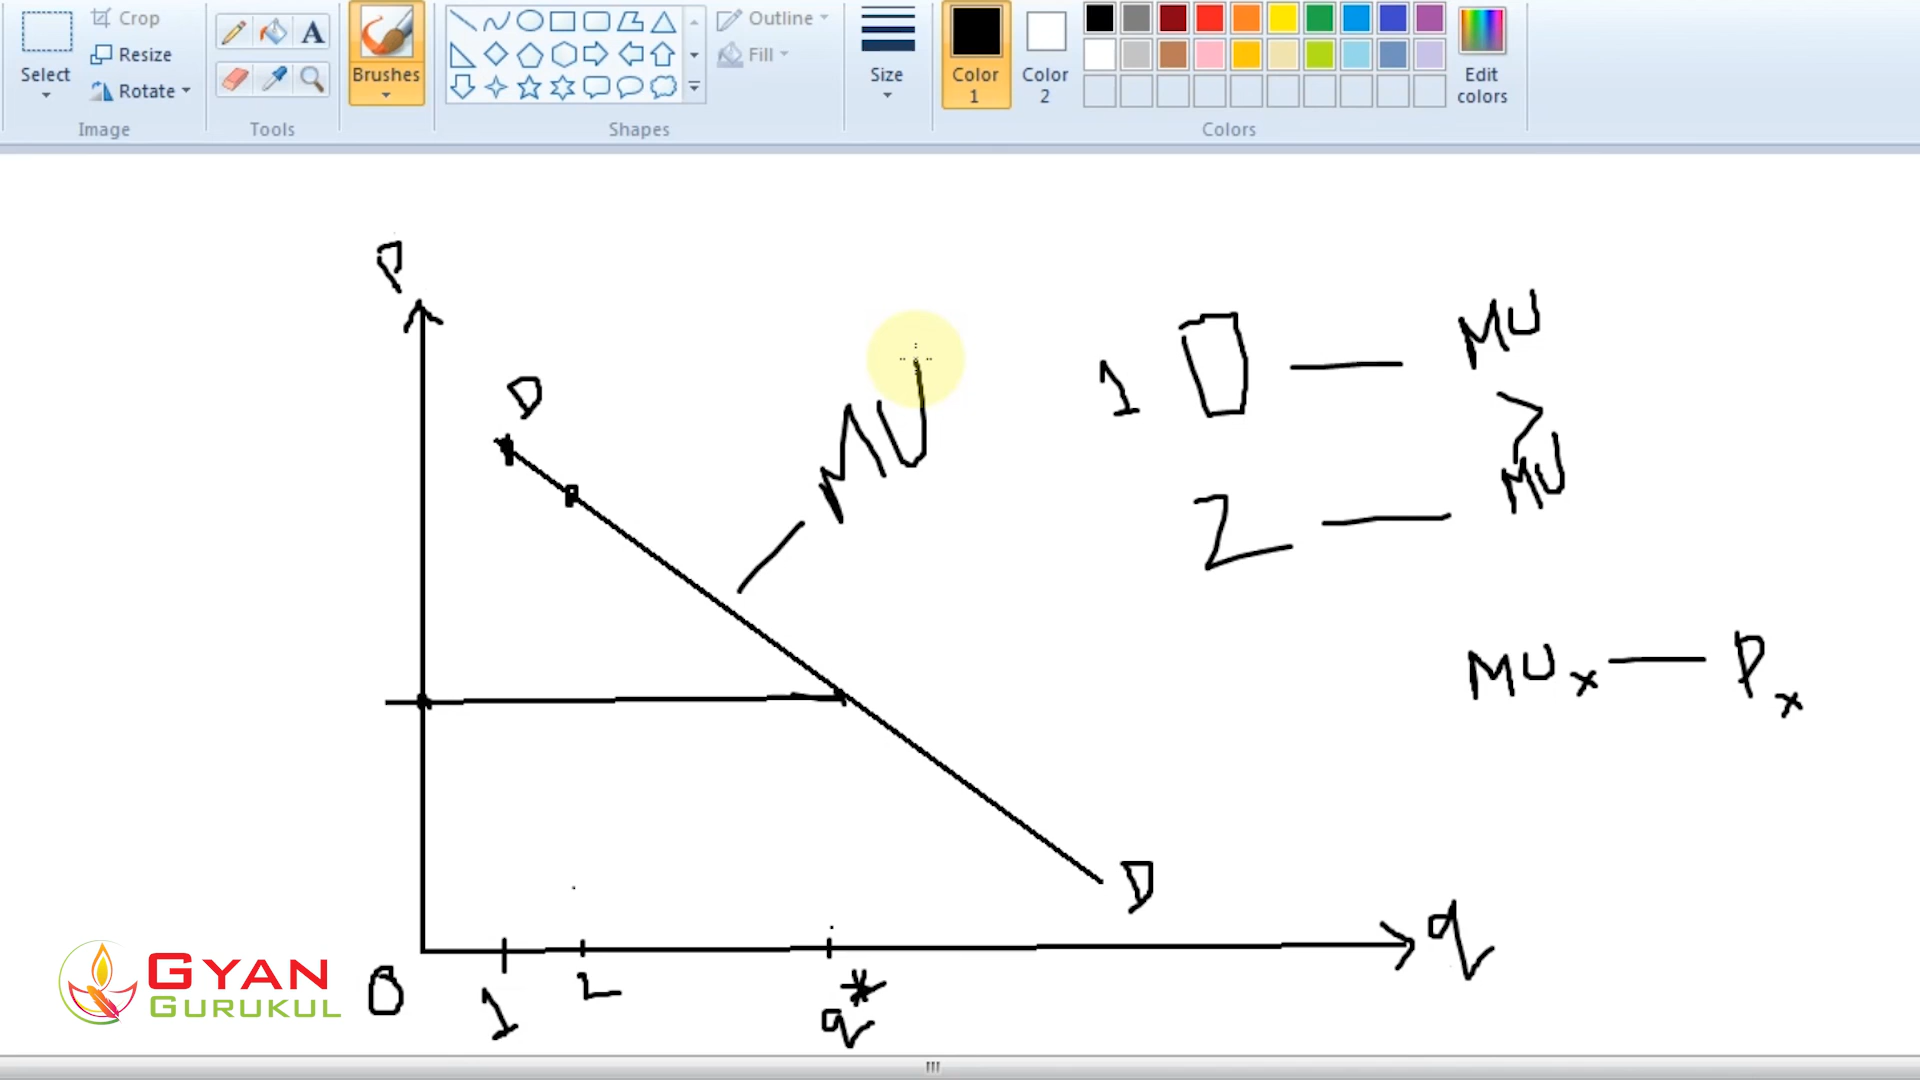 Crop
Resize
Select
Rotate
Image
A
Tools
Brushes
Outline
Fill
Shapes
Size
Color 1
Color 2
Edit colors
Colors
P
D
MU
1
MU
>
2
MU
MUx — Px
D
q
O
1
2
q*
GYAN
GURUKUL